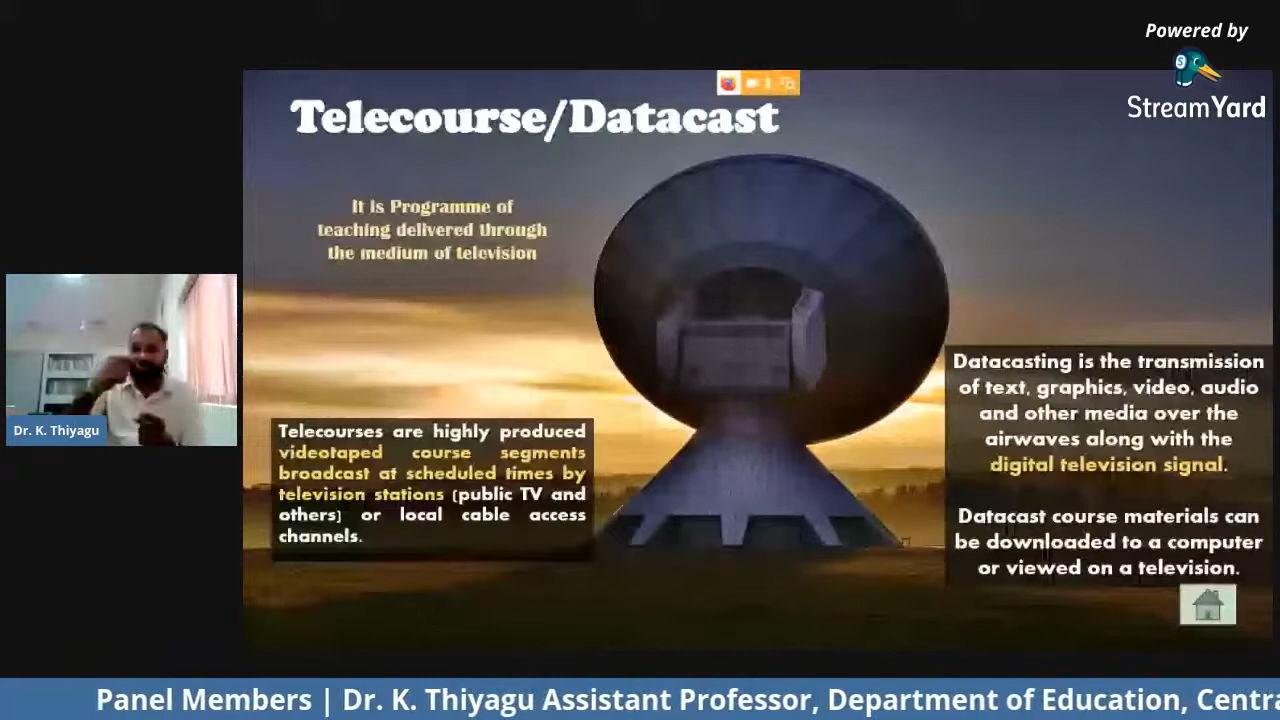 Powered by
StreamYard
Telecourse/Datacast
It is Programme of
teaching delivered through
the medium of television
Dr. K. Thiyagu
Telecourses are highly produced
videotaped course segments
broadcast at scheduled times by
television stations (public TV and
others) or local cable access
channels.
Datacasting is the transmission
of text, graphics, video, audio
and other media over the
airwaves along with the
digital television signal.
Datacast course materials can
be downloaded to a computer
or viewed on a television.
Panel Members | Dr. K. Thiyagu Assistant Professor, Department of Education, Centra